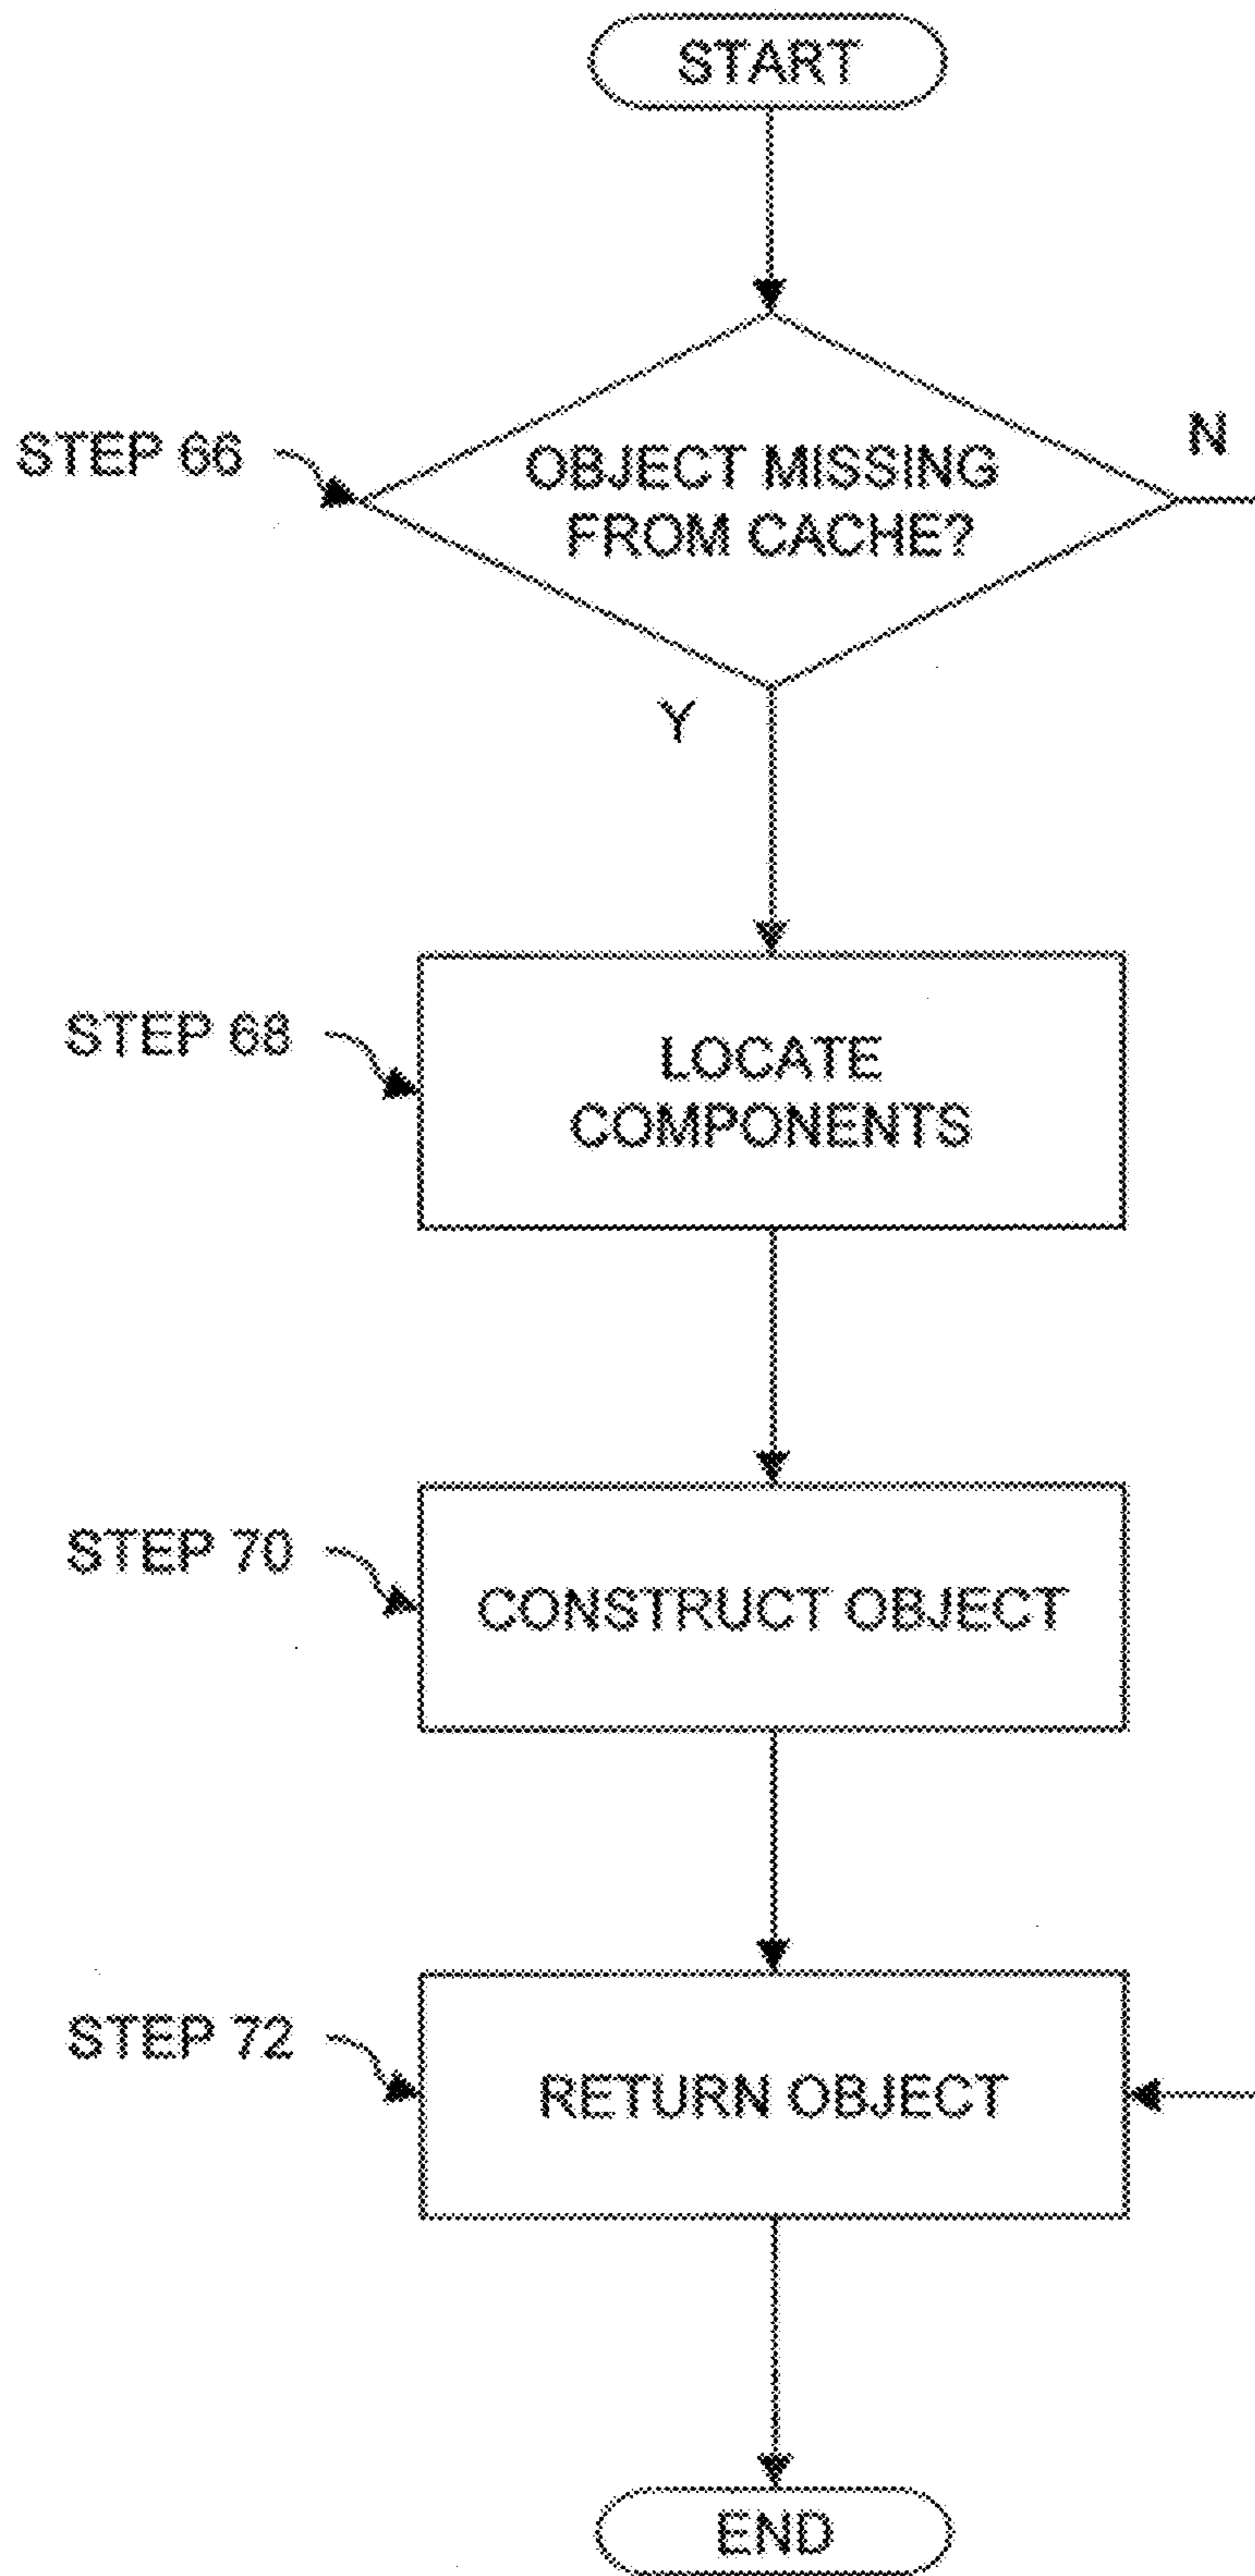 START
STEP 66
OBJECT MISSING
FROM CACHE?
N
Y
STEP 68
LOCATE
COMPONENTS
STEP 70
CONSTRUCT OBJECT
STEP 72
RETURN OBJECT
END